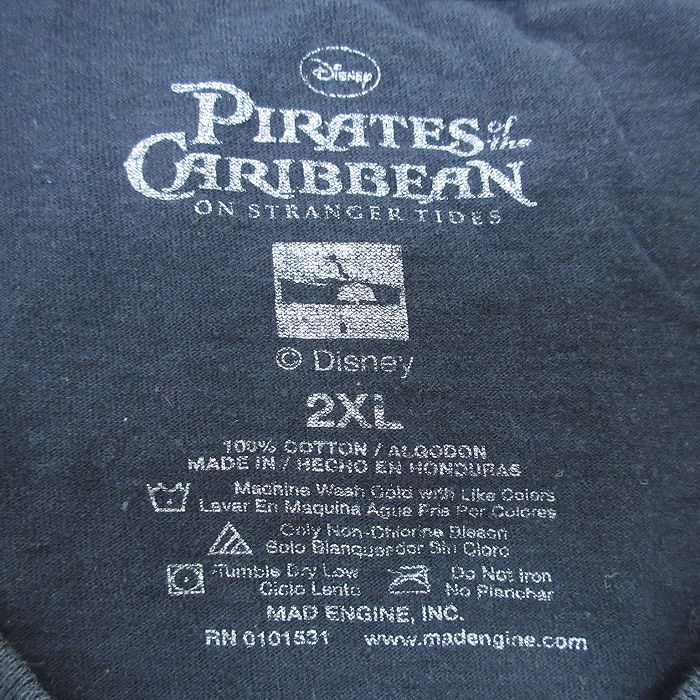 Disney
PIRATES of the
CARIBBEAN
ON STRANGER TIDES
© Disney
2XL
100% COTTON / ALGODON
MADE IN / HECHO EN HONDURAS
Machine Wash Cold with Like Colors
Lavar En Maquina Agua Fris Por Colores
Only Non-Chlorine Bleach
Solo Blanqueador Sin Cloro
Tumble Dry Low
Ciclo Lento
Do Not Iron
No Planchar
MAD ENGINE, INC.
RN 0101531 www.madengine.com